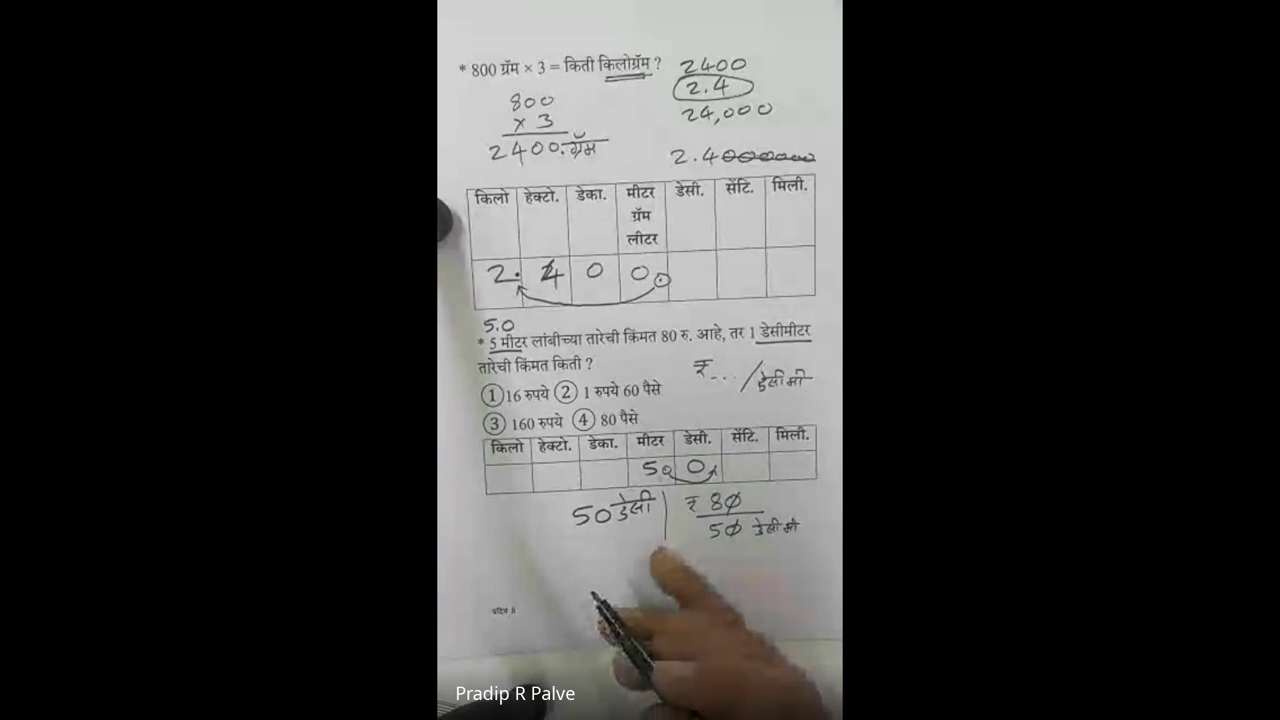 * 800 ग्रॅम × 3 = किती किलोग्रॅम ?
2400
2.4
24,000
800
× 3
2400. ग्रॅम
2.40000000
किलो हेक्टो. डेका. मीटर ग्रॅम लीटर डेसी. सेंटि. मिली.
2. 4 0 0.
5.0
* 5 मीटर लांबीच्या तारेची किंमत 80 रु. आहे, तर 1 डेसीमीटर
तारेची किंमत किती ?
₹ ... / डेसीमी
① 16 रुपये ② 1 रुपये 60 पैसे
③ 160 रुपये ④ 80 पैसे
किलो हेक्टो. डेका. मीटर डेसी. सेंटि. मिली.
5 0
50 डेसी
₹ 80
50 डेसीमी
Pradip R Palve